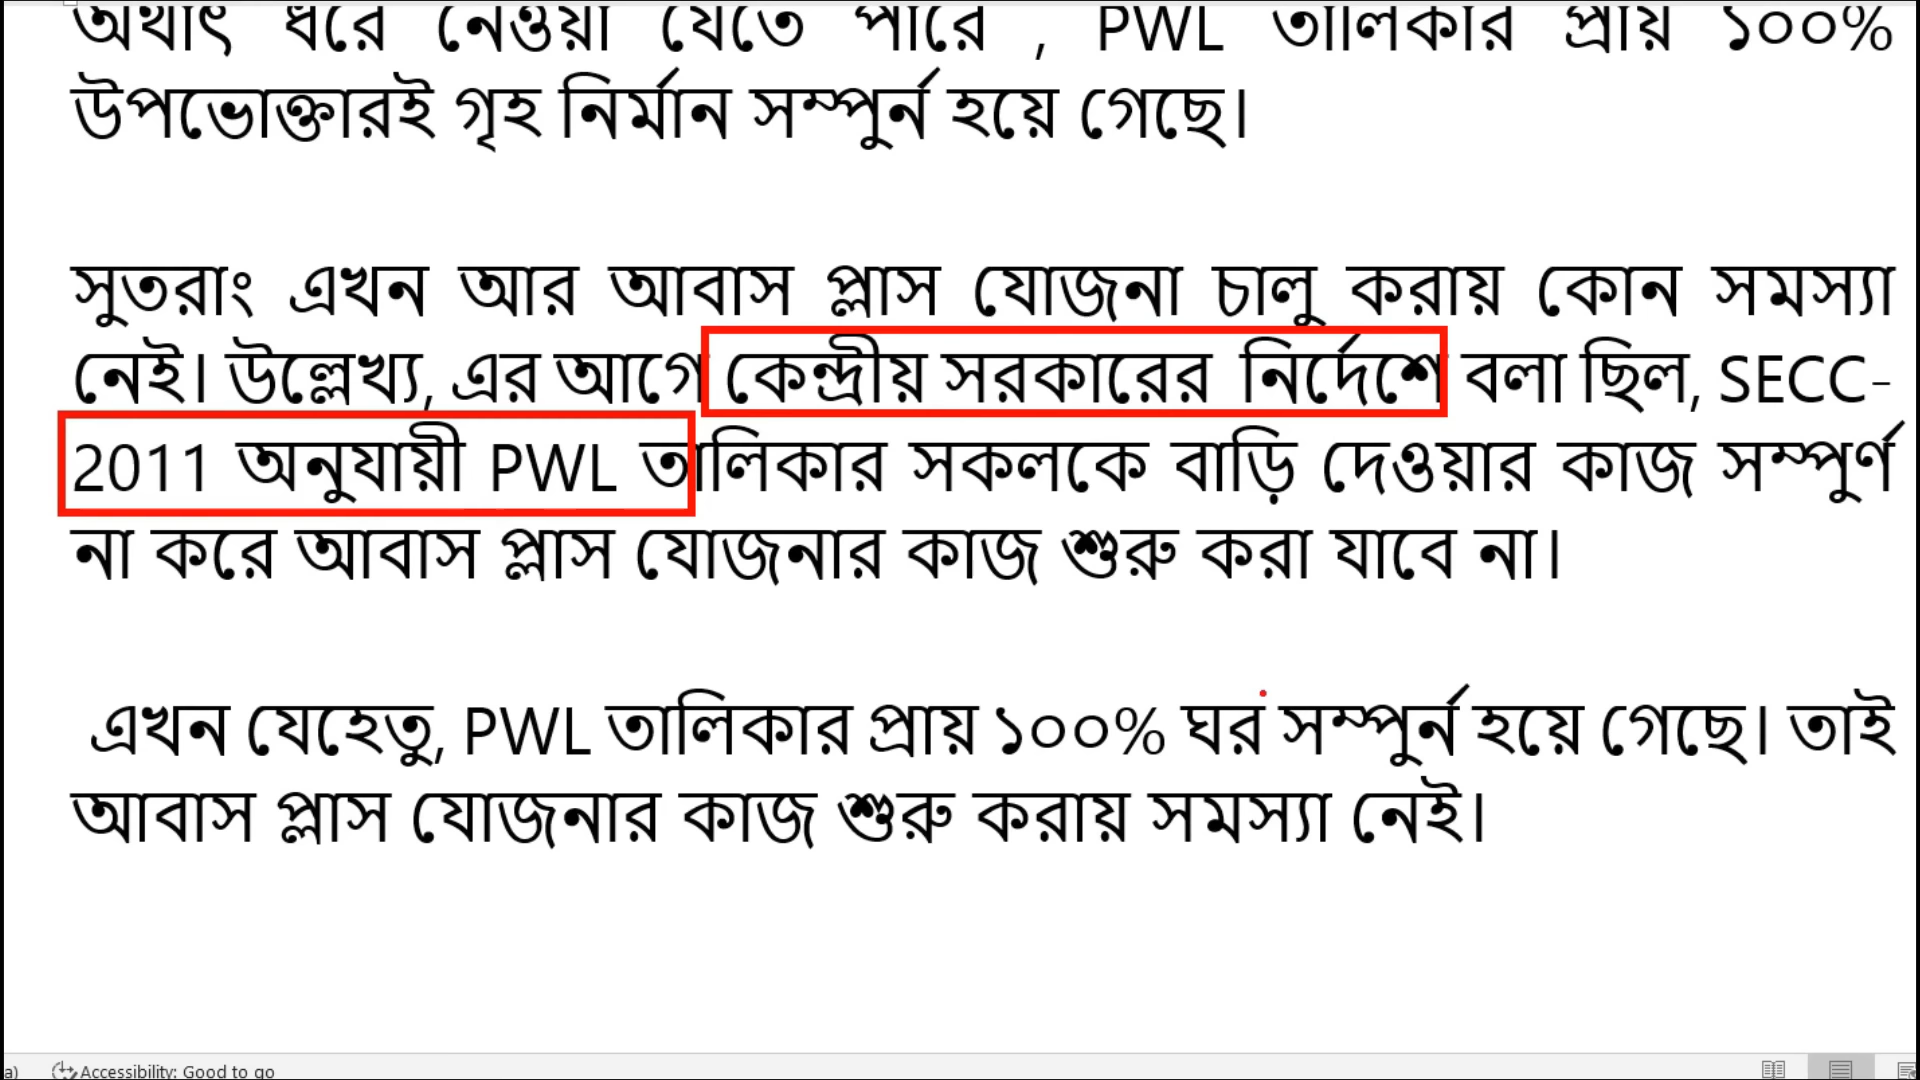 অর্থাৎ ধরে নেওয়া যেতে পারে , PWL তালিকার প্রায় ১০০%
উপভোক্তারই গৃহ নির্মান সম্পুর্ন হয়ে গেছে।
সুতরাং এখন আর আবাস প্লাস যোজনা চালু করায় কোন সমস্যা
নেই। উল্লেখ্য, এর আগে কেন্দ্রীয় সরকারের নির্দেশে বলা ছিল, SECC-
2011 অনুযায়ী PWL তালিকার সকলকে বাড়ি দেওয়ার কাজ সম্পুর্ণ
না করে আবাস প্লাস যোজনার কাজ শুরু করা যাবে না।
এখন যেহেতু, PWL তালিকার প্রায় ১০০% ঘর সম্পুর্ন হয়ে গেছে। তাই
আবাস প্লাস যোজনার কাজ শুরু করায় সমস্যা নেই।
a) Accessibility: Good to go